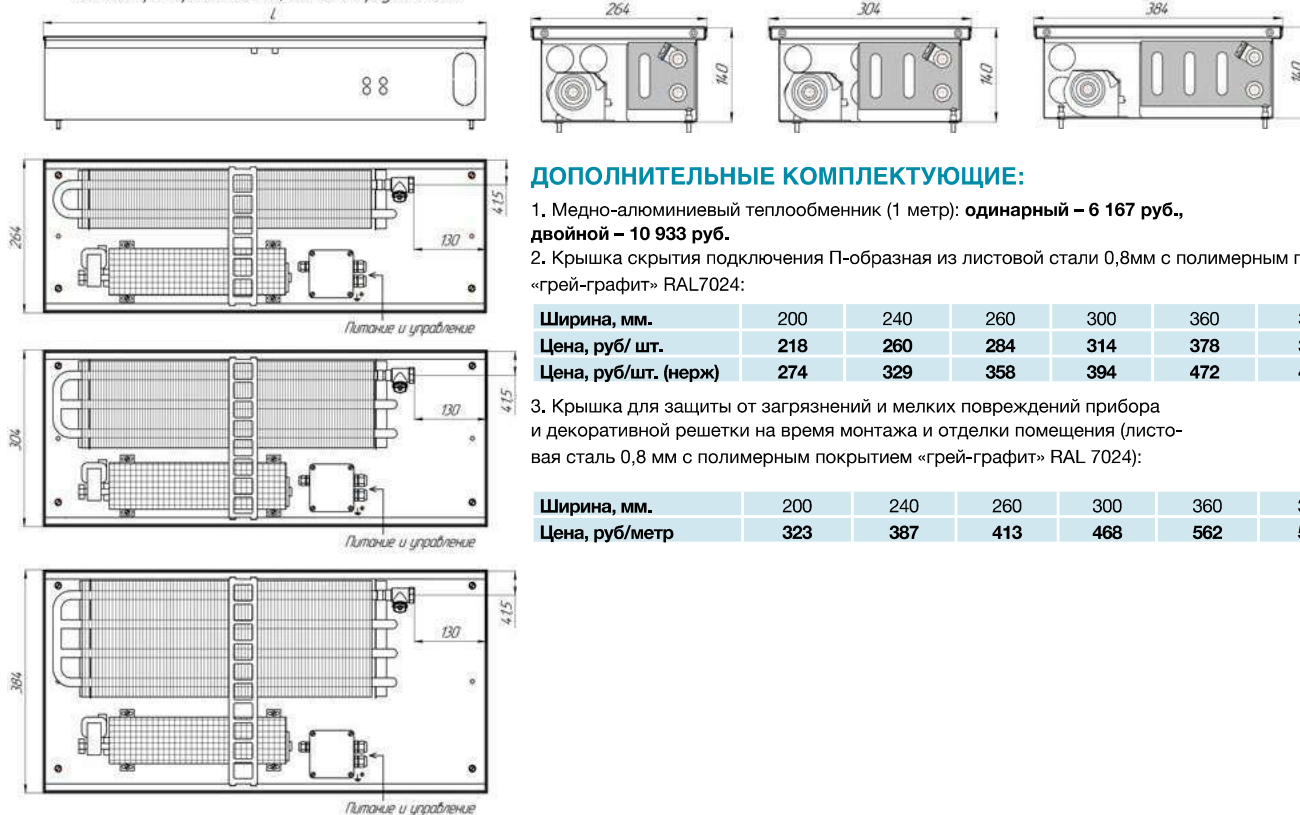 L
264
304
384
140
140
140
264
415
130
Питание и управление
304
415
130
Питание и управление
384
415
130
Питание и управление
ДОПОЛНИТЕЛЬНЫЕ КОМПЛЕКТУЮЩИЕ:
1. Медно-алюминиевый теплообменник (1 метр): одинарный – 6 167 руб.,
двойной – 10 933 руб.
2. Крышка скрытия подключения П-образная из листовой стали 0,8мм с полимерным
«грей-графит» RAL7024:
Ширина, мм. 200 240 260 300 360
Цена, руб/ шт. 218 260 284 314 378
Цена, руб/шт. (нерж) 274 329 358 394 472
3. Крышка для защиты от загрязнений и мелких повреждений прибора
и декоративной решетки на время монтажа и отделки помещения (листо-
вая сталь 0,8 мм с полимерным покрытием «грей-графит» RAL 7024):
Ширина, мм. 200 240 260 300 360
Цена, руб/метр 323 387 413 468 562